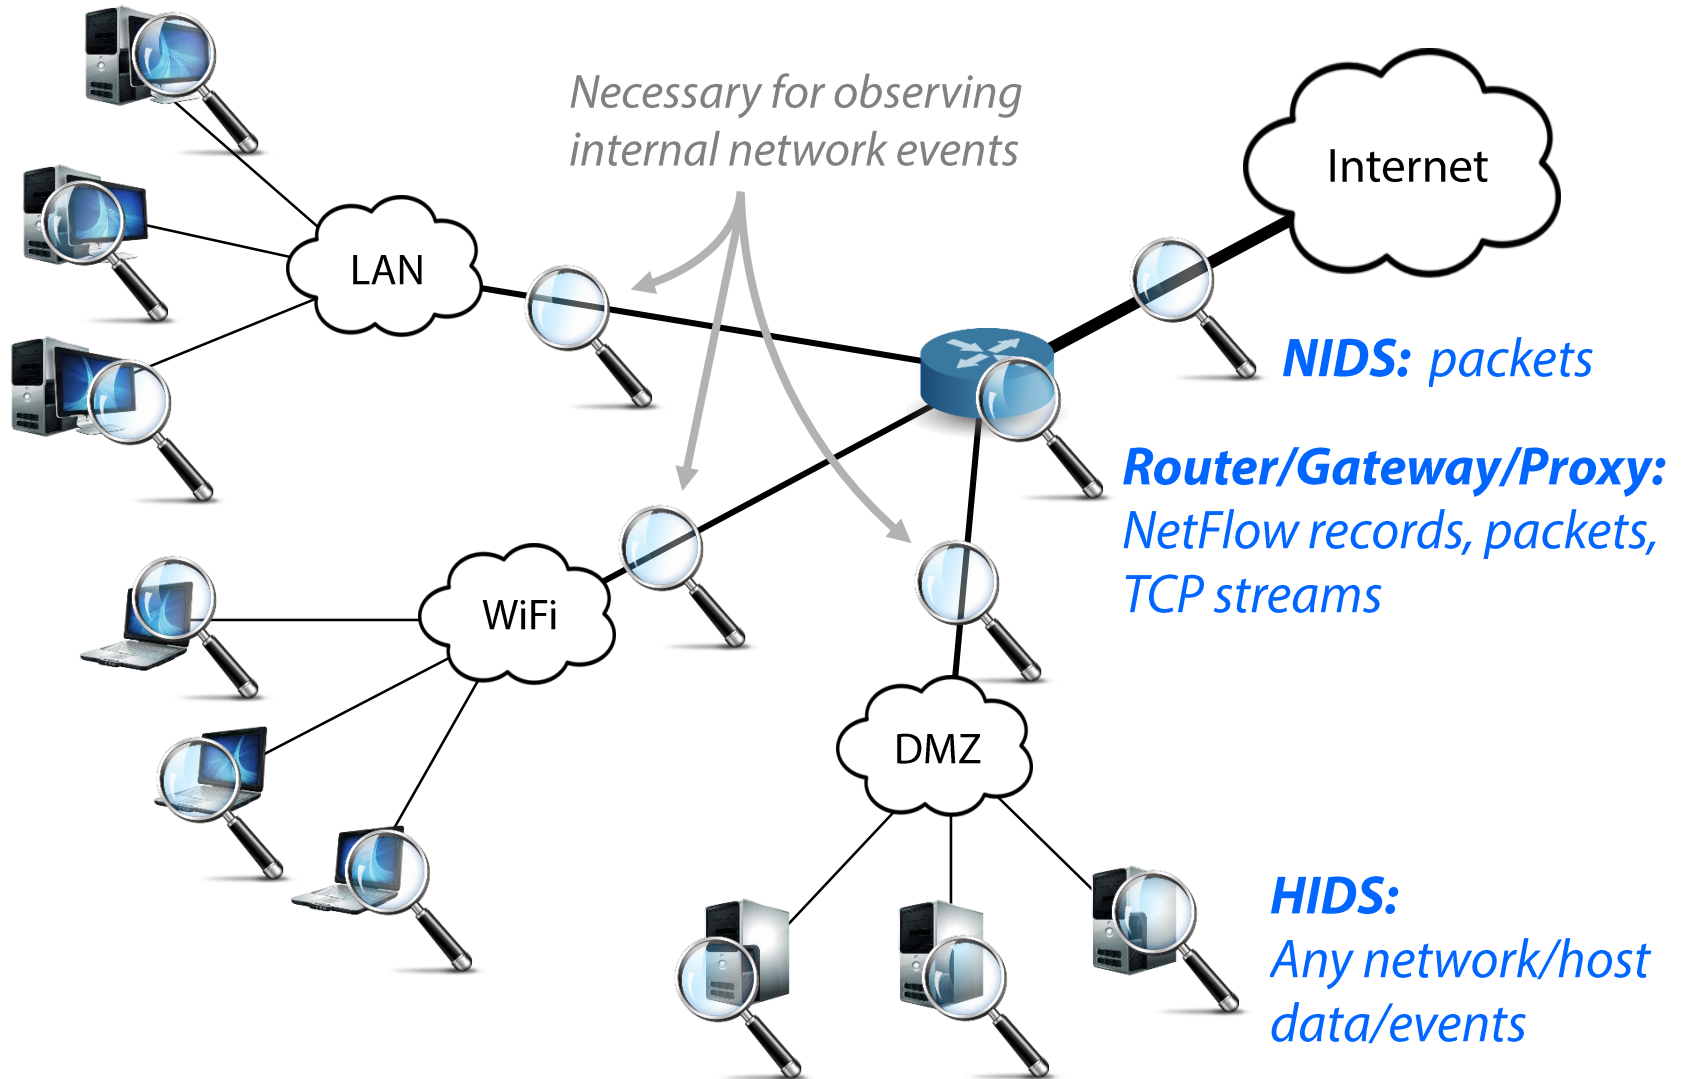 Necessary for observing
internal network events
Internet
LAN
NIDS: packets
Router/Gateway/Proxy:
NetFlow records, packets,
TCP streams
WiFi
DMZ
HIDS:
Any network/host
data/events